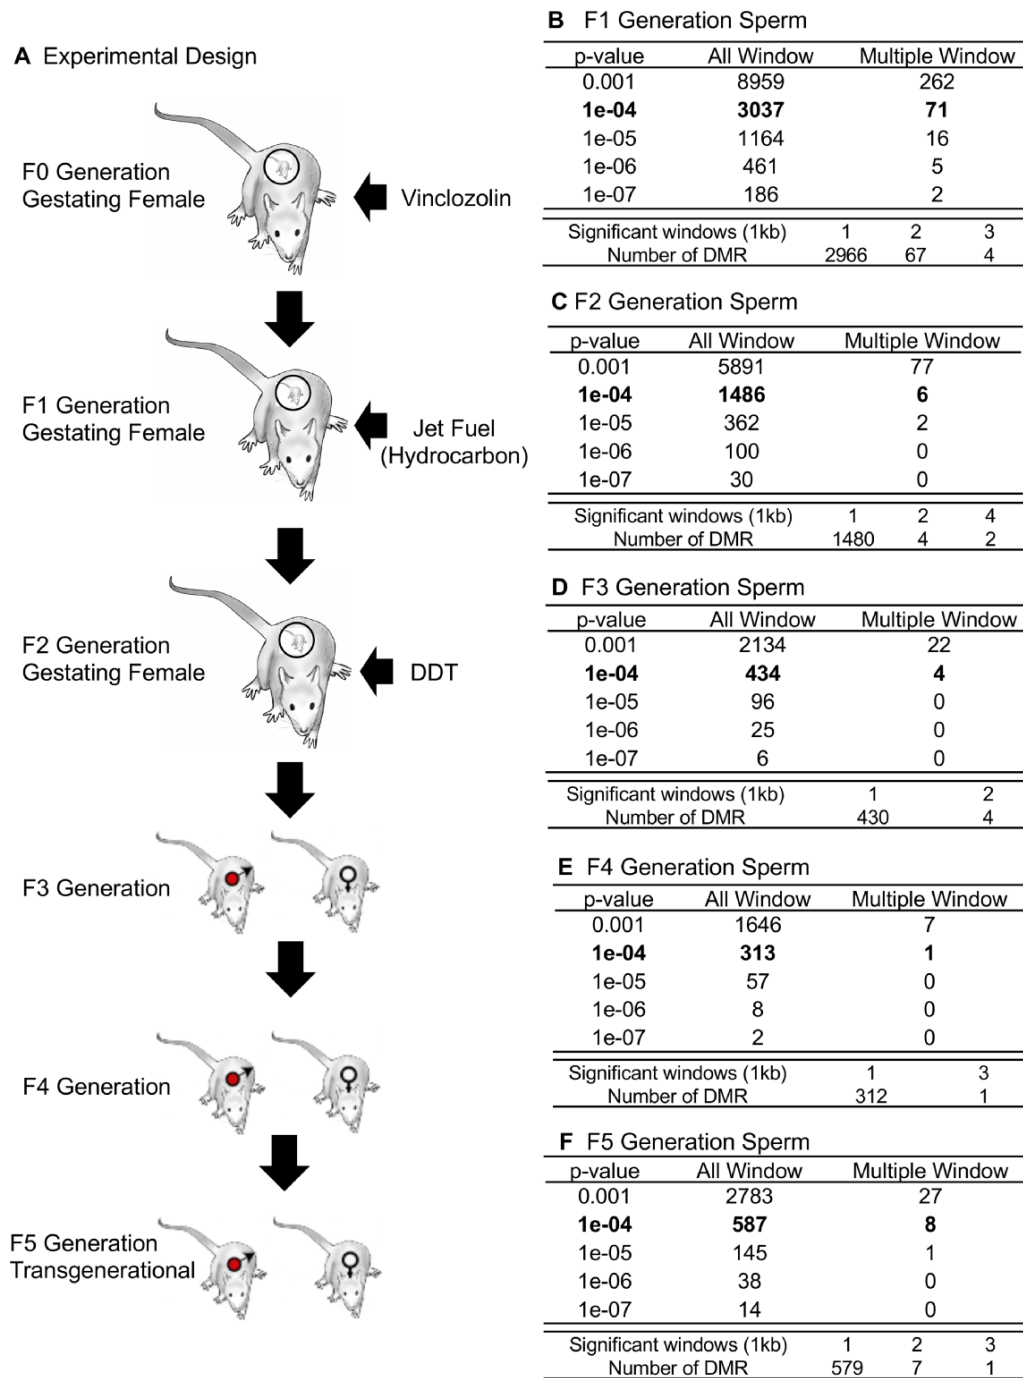 A Experimental Design
F0 Generation
Gestating Female
Vinclozolin
F1 Generation
Gestating Female
Jet Fuel
(Hydrocarbon)
F2 Generation
Gestating Female
DDT
F3 Generation
F4 Generation
F5 Generation
Transgenerational
B F1 Generation Sperm
p-value All Window Multiple Window
0.001 8959 262
1e-04 3037 71
1e-05 1164 16
1e-06 461 5
1e-07 186 2
Significant windows (1kb) 1 2 3
Number of DMR 2966 67 4
C F2 Generation Sperm
p-value All Window Multiple Window
0.001 5891 77
1e-04 1486 6
1e-05 362 2
1e-06 100 0
1e-07 30 0
Significant windows (1kb) 1 2 4
Number of DMR 1480 4 2
D F3 Generation Sperm
p-value All Window Multiple Window
0.001 2134 22
1e-04 434 4
1e-05 96 0
1e-06 25 0
1e-07 6 0
Significant windows (1kb) 1 2
Number of DMR 430 4
E F4 Generation Sperm
p-value All Window Multiple Window
0.001 1646 7
1e-04 313 1
1e-05 57 0
1e-06 8 0
1e-07 2 0
Significant windows (1kb) 1 3
Number of DMR 312 1
F F5 Generation Sperm
p-value All Window Multiple Window
0.001 2783 27
1e-04 587 8
1e-05 145 1
1e-06 38 0
1e-07 14 0
Significant windows (1kb) 1 2 3
Number of DMR 579 7 1